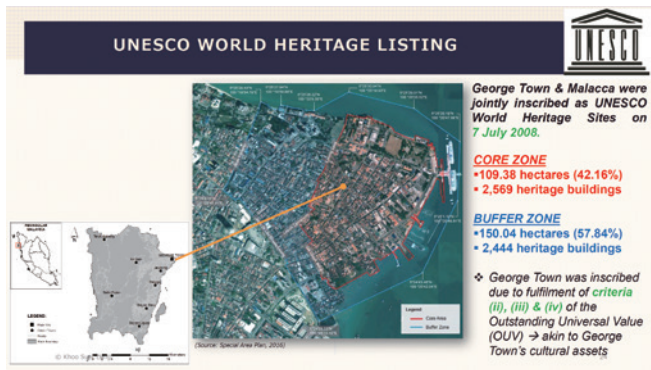 UNESCO WORLD HERITAGE LISTING
UNESCO
George Town & Malacca were
jointly inscribed as UNESCO
World Heritage Sites on
7 July 2008.
CORE ZONE
▪109.38 hectares (42.16%)
▪ 2,569 heritage buildings
BUFFER ZONE
▪150.04 hectares (57.84%)
▪ 2,444 heritage buildings
❖ George Town was inscribed
due to fulfilment of criteria
(ii), (iii) & (iv) of the
Outstanding Universal Value
(OUV) → akin to George
Town's cultural assets
Legend
Core Area
Buffer Zone
(Source: Special Area Plan, 2016)
PENINSULAR
MALAYSIA
LEGEND:
© Khoo